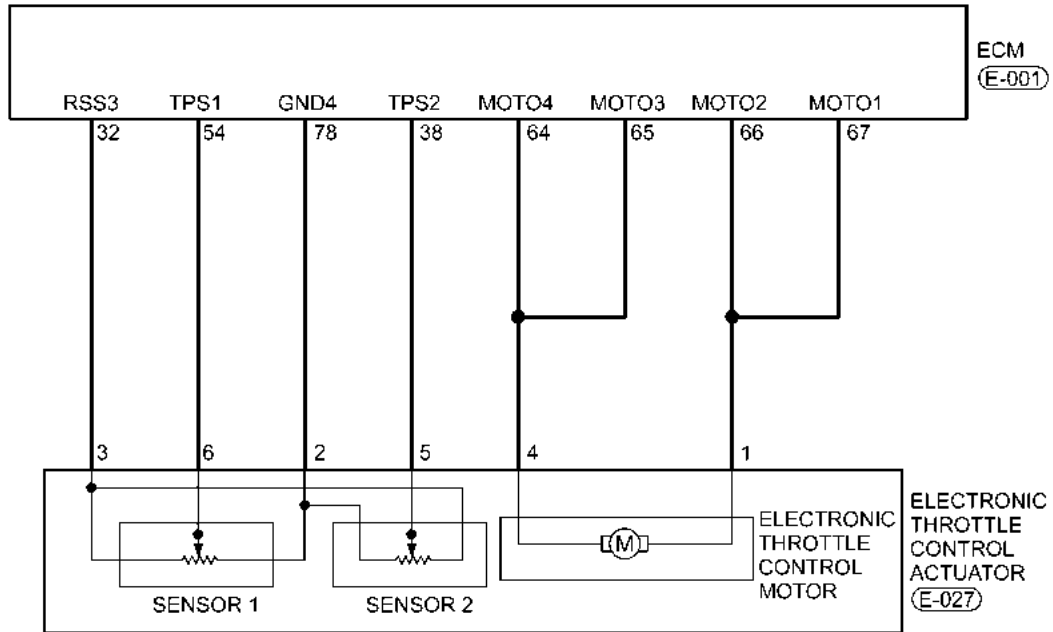 ECM
E-001
RSS3 TPS1 GND4 TPS2 MOTO4 MOTO3 MOTO2 MOTO1
32 54 78 38 64 65 66 67
3 6 2 5 4 1
ELECTRONIC
THROTTLE
CONTROL
MOTOR
ELECTRONIC
THROTTLE
CONTROL
ACTUATOR
E-027
M
SENSOR 1 SENSOR 2